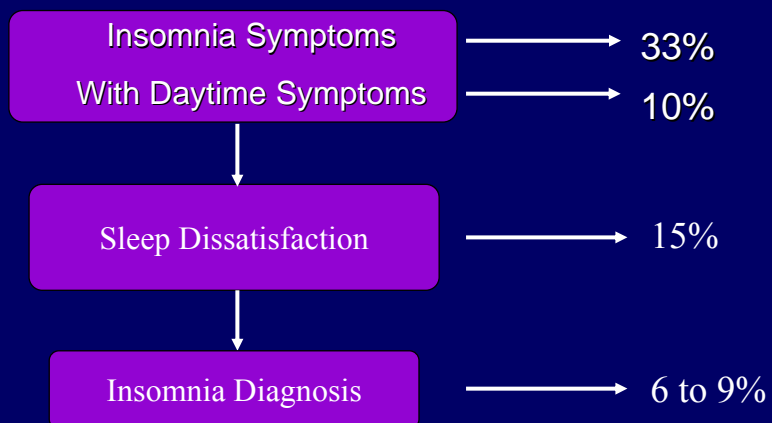 Insomnia Symptoms 33%
With Daytime Symptoms 10%
Sleep Dissatisfaction 15%
Insomnia Diagnosis 6 to 9%